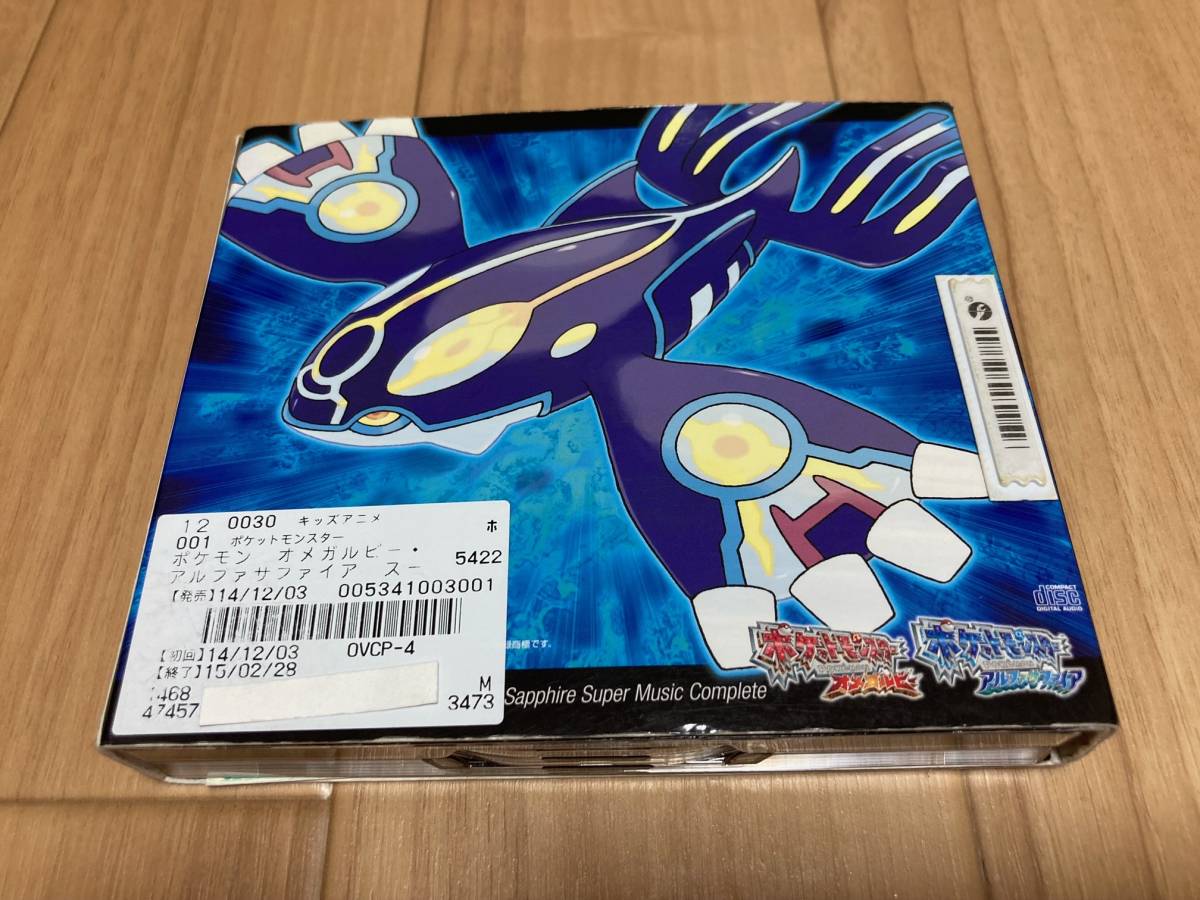 12 0030 キッズアニメ ホ
001 ポケットモンスター
ポケモン オメガルビー・ 5422
アルファサファイア スー
【発売】14/12/03 005341003001
【初回】14/12/03 OVCP-4
【終了】15/02/28
468 M
47457 3473
録商標です。
Sapphire Super Music Complete
COMPACT
disc
DIGITAL AUDIO
ポケットモンスター
オメガルビー
ポケットモンスター
アルファサファイア